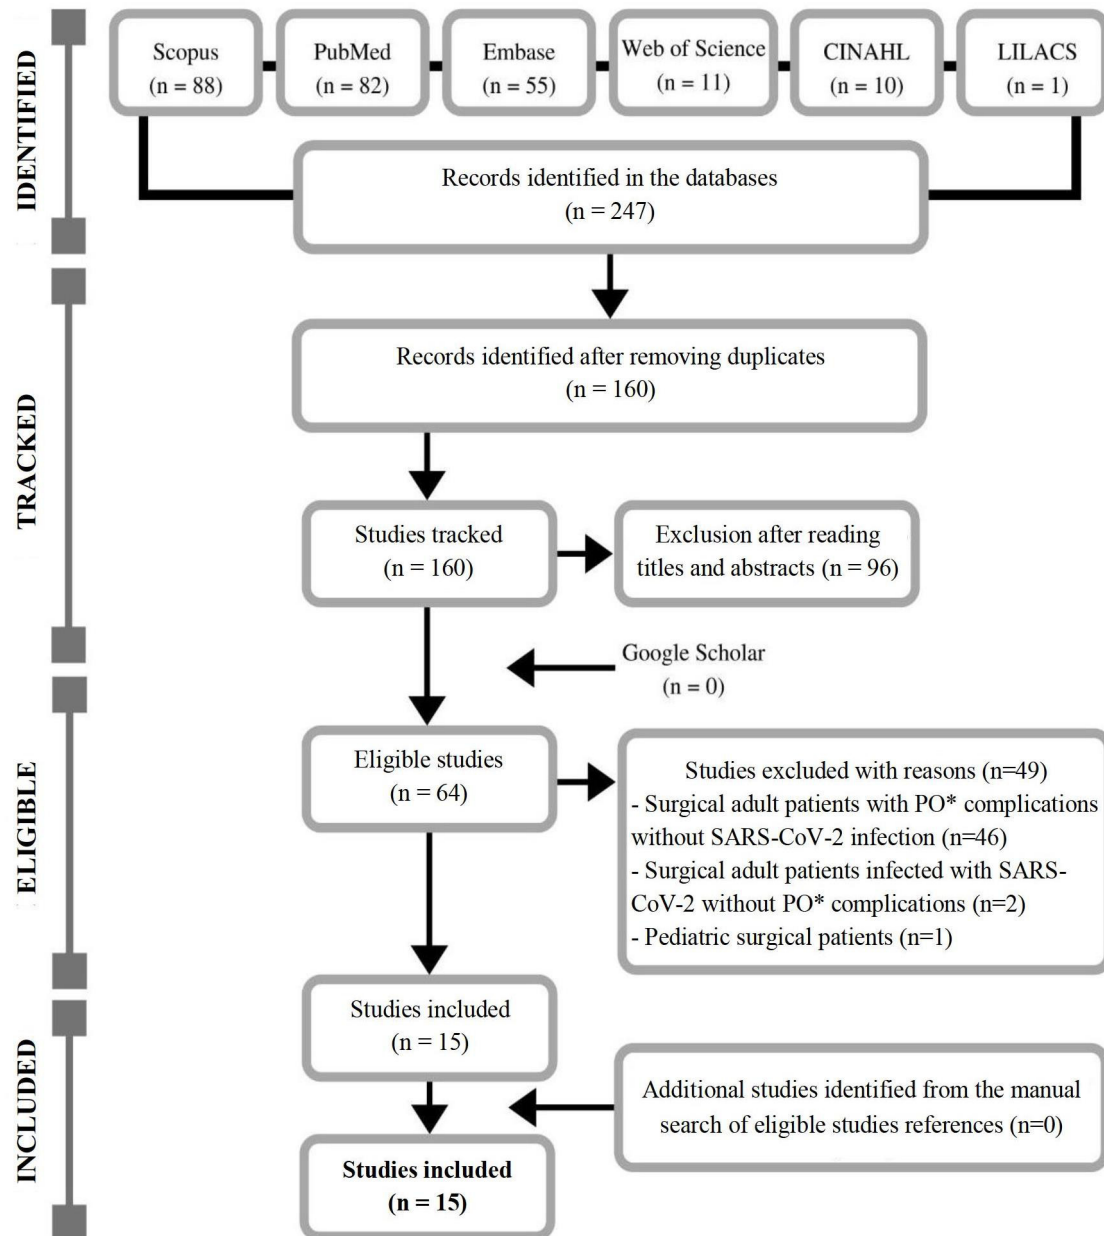 IDENTIFIED
Scopus
(n = 88)
PubMed
(n = 82)
Embase
(n = 55)
Web of Science
(n = 11)
CINAHL
(n = 10)
LILACS
(n = 1)
Records identified in the databases
(n = 247)
TRACKED
Records identified after removing duplicates
(n = 160)
Studies tracked
(n = 160)
Exclusion after reading
titles and abstracts (n = 96)
Google Scholar
(n = 0)
ELIGIBLE
Eligible studies
(n = 64)
Studies excluded with reasons (n=49)
- Surgical adult patients with PO* complications
without SARS-CoV-2 infection (n=46)
- Surgical adult patients infected with SARS-
CoV-2 without PO* complications (n=2)
- Pediatric surgical patients (n=1)
INCLUDED
Studies included
(n = 15)
Additional studies identified from the manual
search of eligible studies references (n=0)
Studies included
(n = 15)